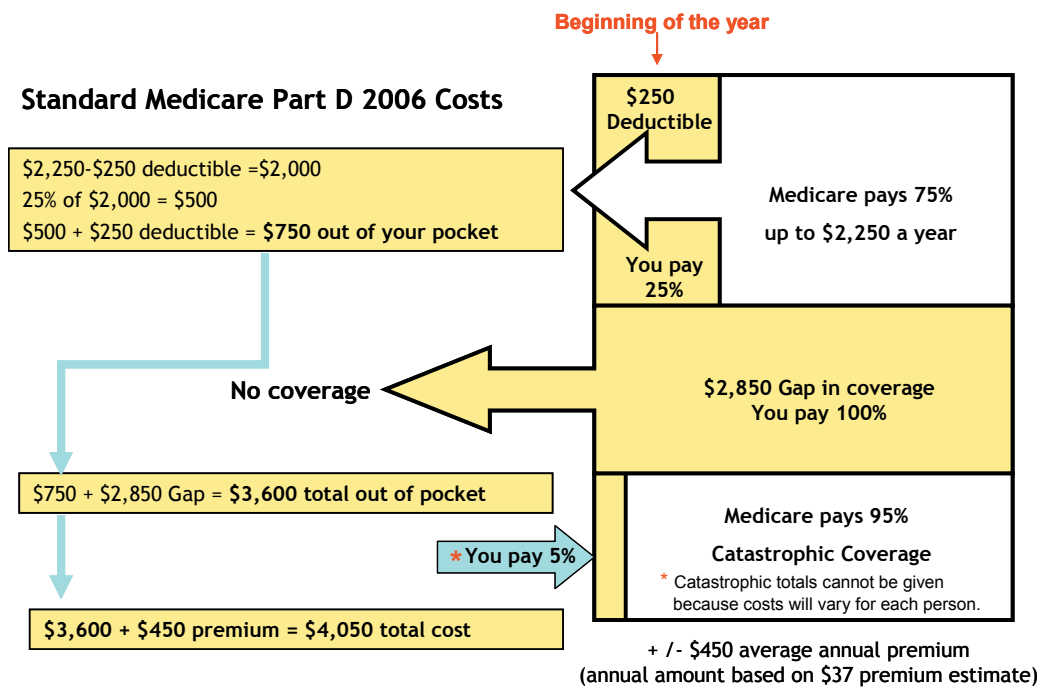 Beginning of the year
Standard Medicare Part D 2006 Costs
$250
Deductible
$2,250-$250 deductible =$2,000
25% of $2,000 = $500
$500 + $250 deductible = $750 out of your pocket
Medicare pays 75%
up to $2,250 a year
You pay
25%
No coverage
$2,850 Gap in coverage
You pay 100%
$750 + $2,850 Gap = $3,600 total out of pocket
Medicare pays 95%
Catastrophic Coverage
* You pay 5%
* Catastrophic totals cannot be given
because costs will vary for each person.
$3,600 + $450 premium = $4,050 total cost
+ /- $450 average annual premium
(annual amount based on $37 premium estimate)